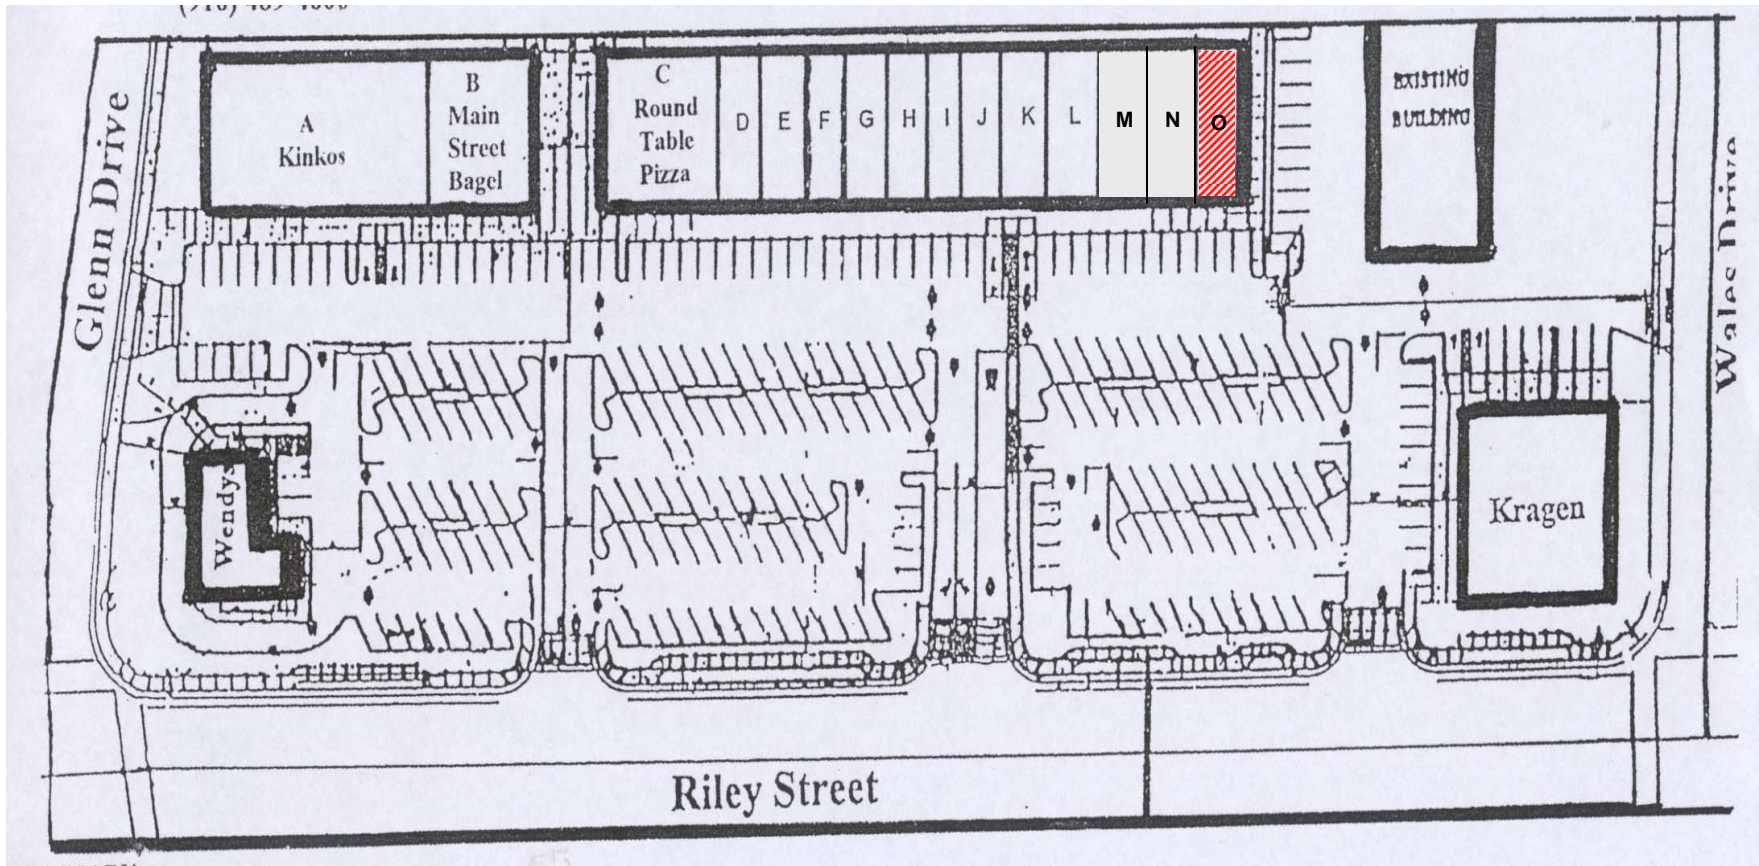 Glenn Drive
A
Kinkos
B
Main
Street
Bagel
C
Round
Table
Pizza
D
E
F
G
H
I
J
K
L
M
N
O
EXISTING
BUILDING
Wales Drive
Wendys
Kragen
Riley Street